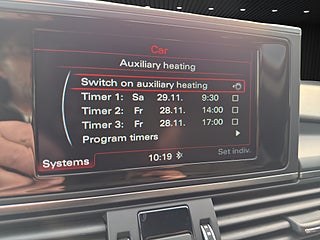 Car
Auxiliary heating
Switch on auxiliary heating
Timer 1: Sa 29.11. 9:30
Timer 2: Fr 28.11. 14:00
Timer 3: Fr 28.11. 17:00
Program timers
Systems 10:19 Set indiv.